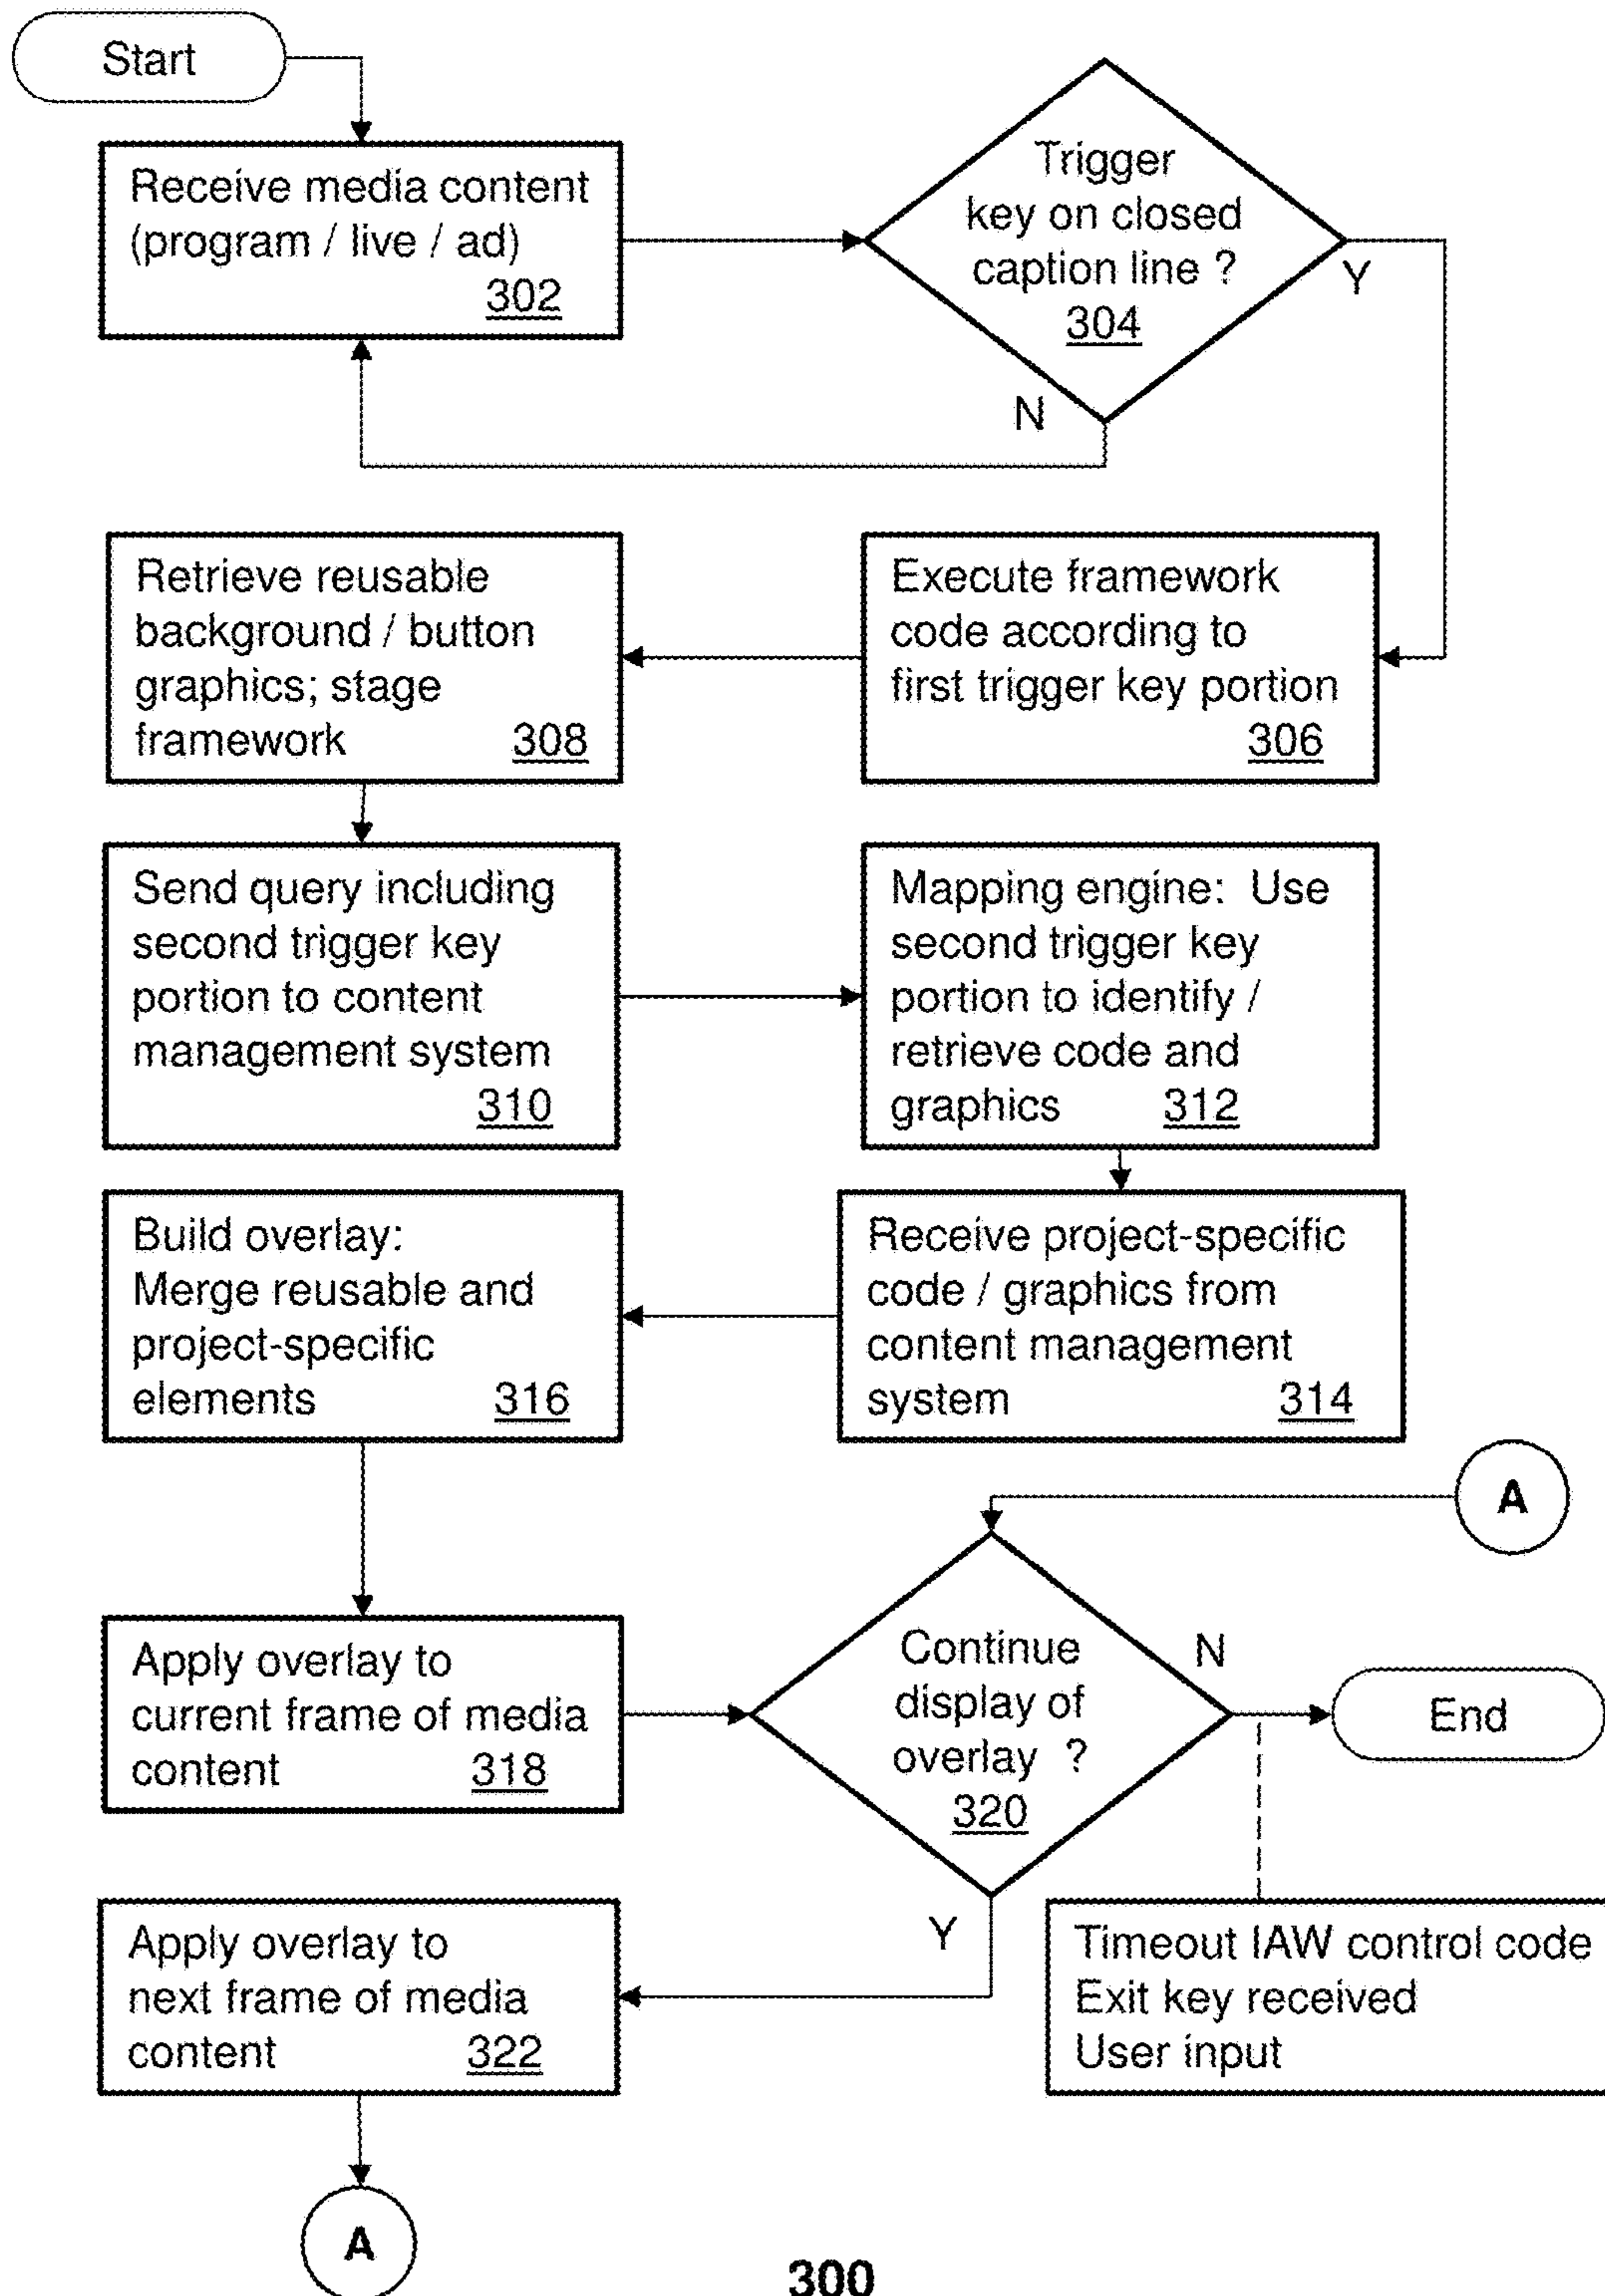 Start
Receive media content
(program / live / ad)
302
Trigger
key on closed
caption line ?
304
Y
N
Execute framework
code according to
first trigger key portion
306
Retrieve reusable
background / button
graphics; stage
framework 308
Send query including
second trigger key
portion to content
management system
310
Mapping engine: Use
second trigger key
portion to identify /
retrieve code and
graphics 312
Receive project-specific
code / graphics from
content management
system 314
Build overlay:
Merge reusable and
project-specific
elements 316
A
Apply overlay to
current frame of media
content 318
Continue
display of
overlay ?
320
N
End
Y
Timeout IAW control code
Exit key received
User input
Apply overlay to
next frame of media
content 322
A
300